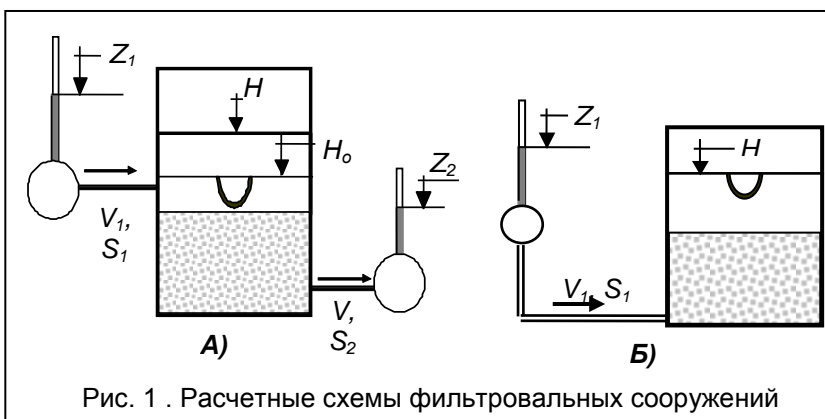 Z₁
H
Hₒ
Z₂
V₁,
S₁
V,
S₂
А)
Z₁
H
V₁, S₁
Б)
Рис. 1 . Расчетные схемы фильтровальных сооружений